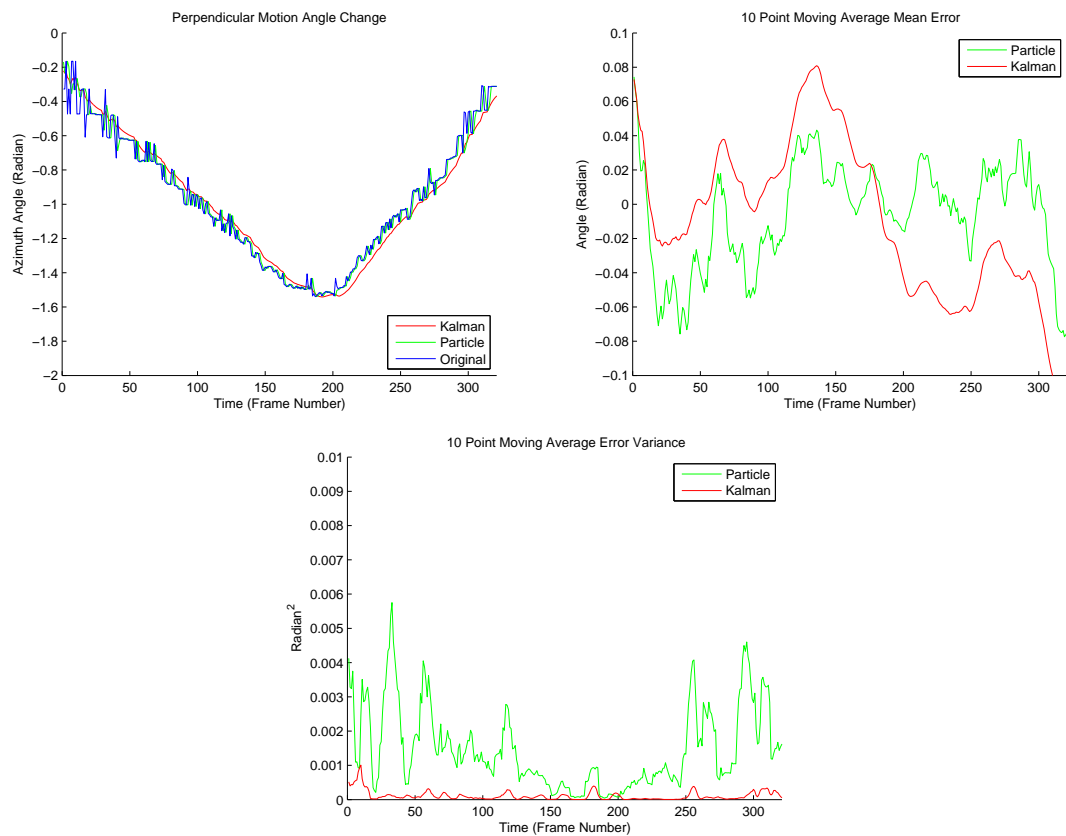 Perpendicular Motion Angle Change
0
−0.2
−0.4
−0.6
−0.8
−1
−1.2
−1.4
−1.6
−1.8
−2
Azimuth Angle (Radian)
Kalman
Particle
Original
0 50 100 150 200 250 300
Time (Frame Number)
10 Point Moving Average Mean Error
0.1
0.08
0.06
0.04
0.02
0
−0.02
−0.04
−0.06
−0.08
−0.1
Angle (Radian)
Particle
Kalman
0 50 100 150 200 250 300
Time (Frame Number)
10 Point Moving Average Error Variance
0.01
0.009
0.008
0.007
0.006
0.005
0.004
0.003
0.002
0.001
0
Radian²
Particle
Kalman
0 50 100 150 200 250 300
Time (Frame Number)